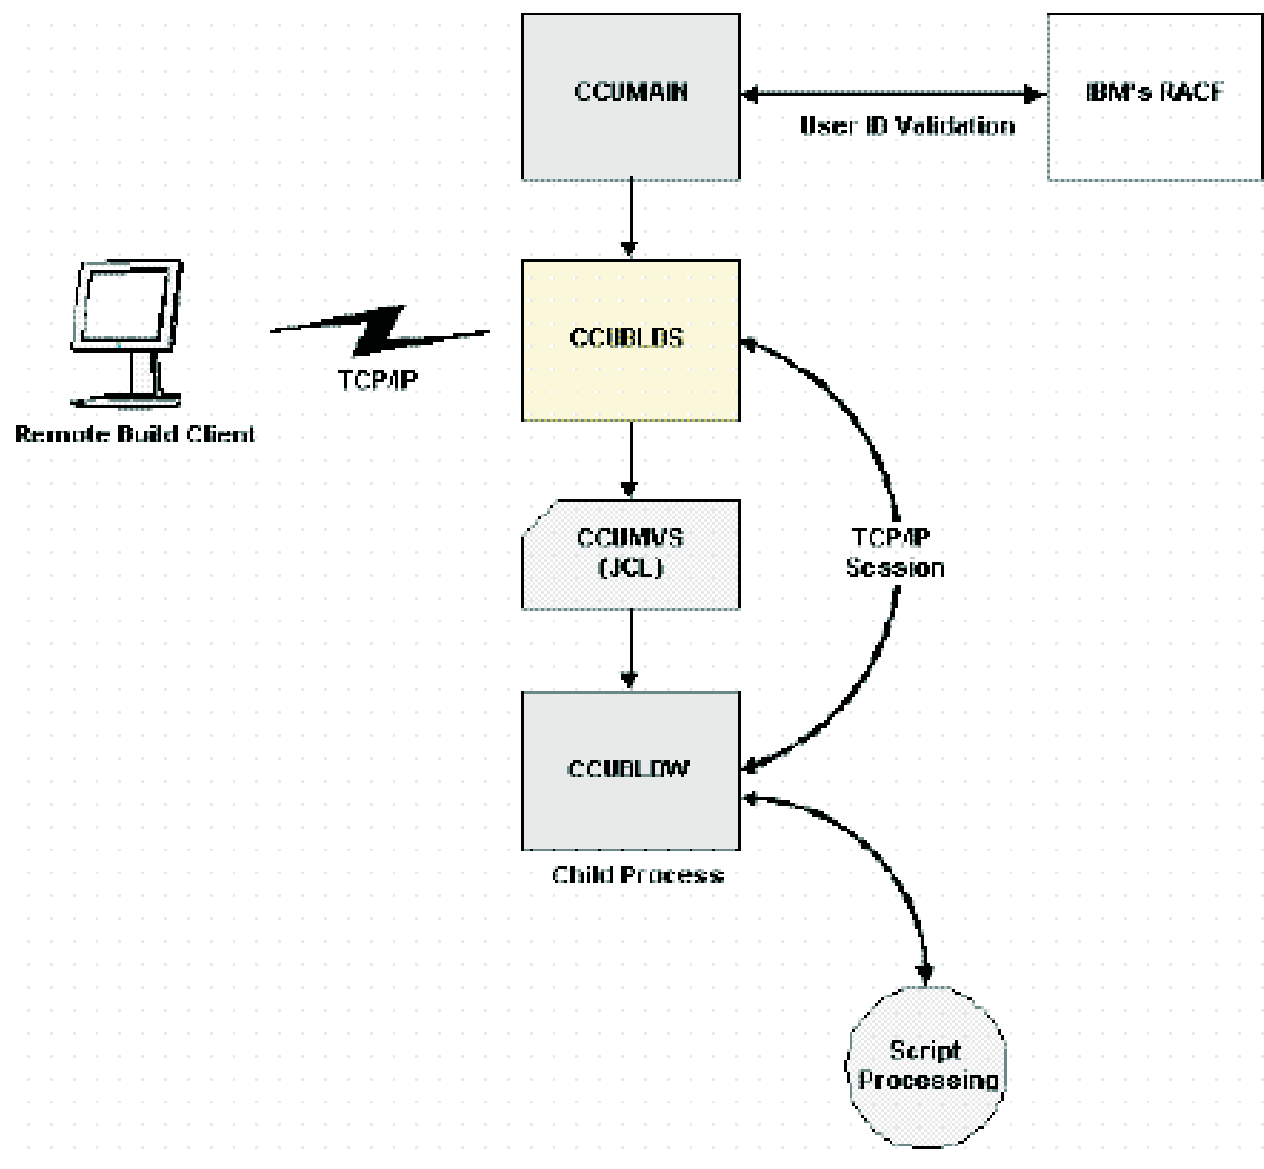 CCUMAIN
IBM's RACF
User ID Validation
CCUBLDS
TCP/IP
Remote Build Client
CCUMVS
(JCL)
TCP/IP
Session
CCUBLDW
Child Process
Script
Processing